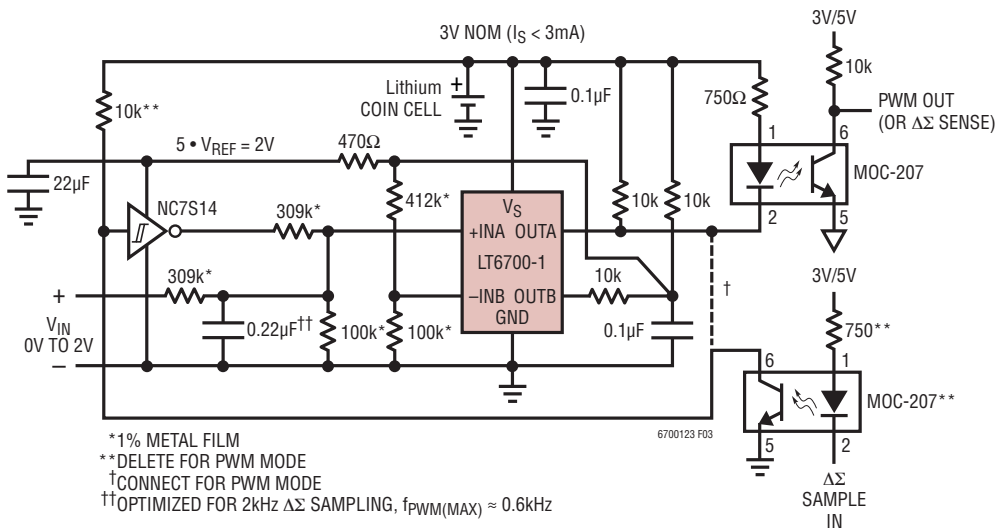 3V NOM (IS < 3mA)
3V/5V
10k
PWM OUT
(OR ΔΣ SENSE)
10k**
Lithium
COIN CELL
+
0.1µF
750Ω
1
6
MOC-207
2
5
5 • VREF = 2V
470Ω
22µF
NC7S14
309k*
412k*
10k
10k
VS
+INA OUTA
LT6700-1
–INB OUTB
GND
10k
†
3V/5V
309k*
+
VIN
0V TO 2V
–
0.22µF††
100k*
100k*
0.1µF
750**
6
1
MOC-207**
5
2
6700123 F03
ΔΣ
SAMPLE
IN
*1% METAL FILM
**DELETE FOR PWM MODE
†CONNECT FOR PWM MODE
††OPTIMIZED FOR 2kHz ΔΣ SAMPLING, fPWM(MAX) ≈ 0.6kHz